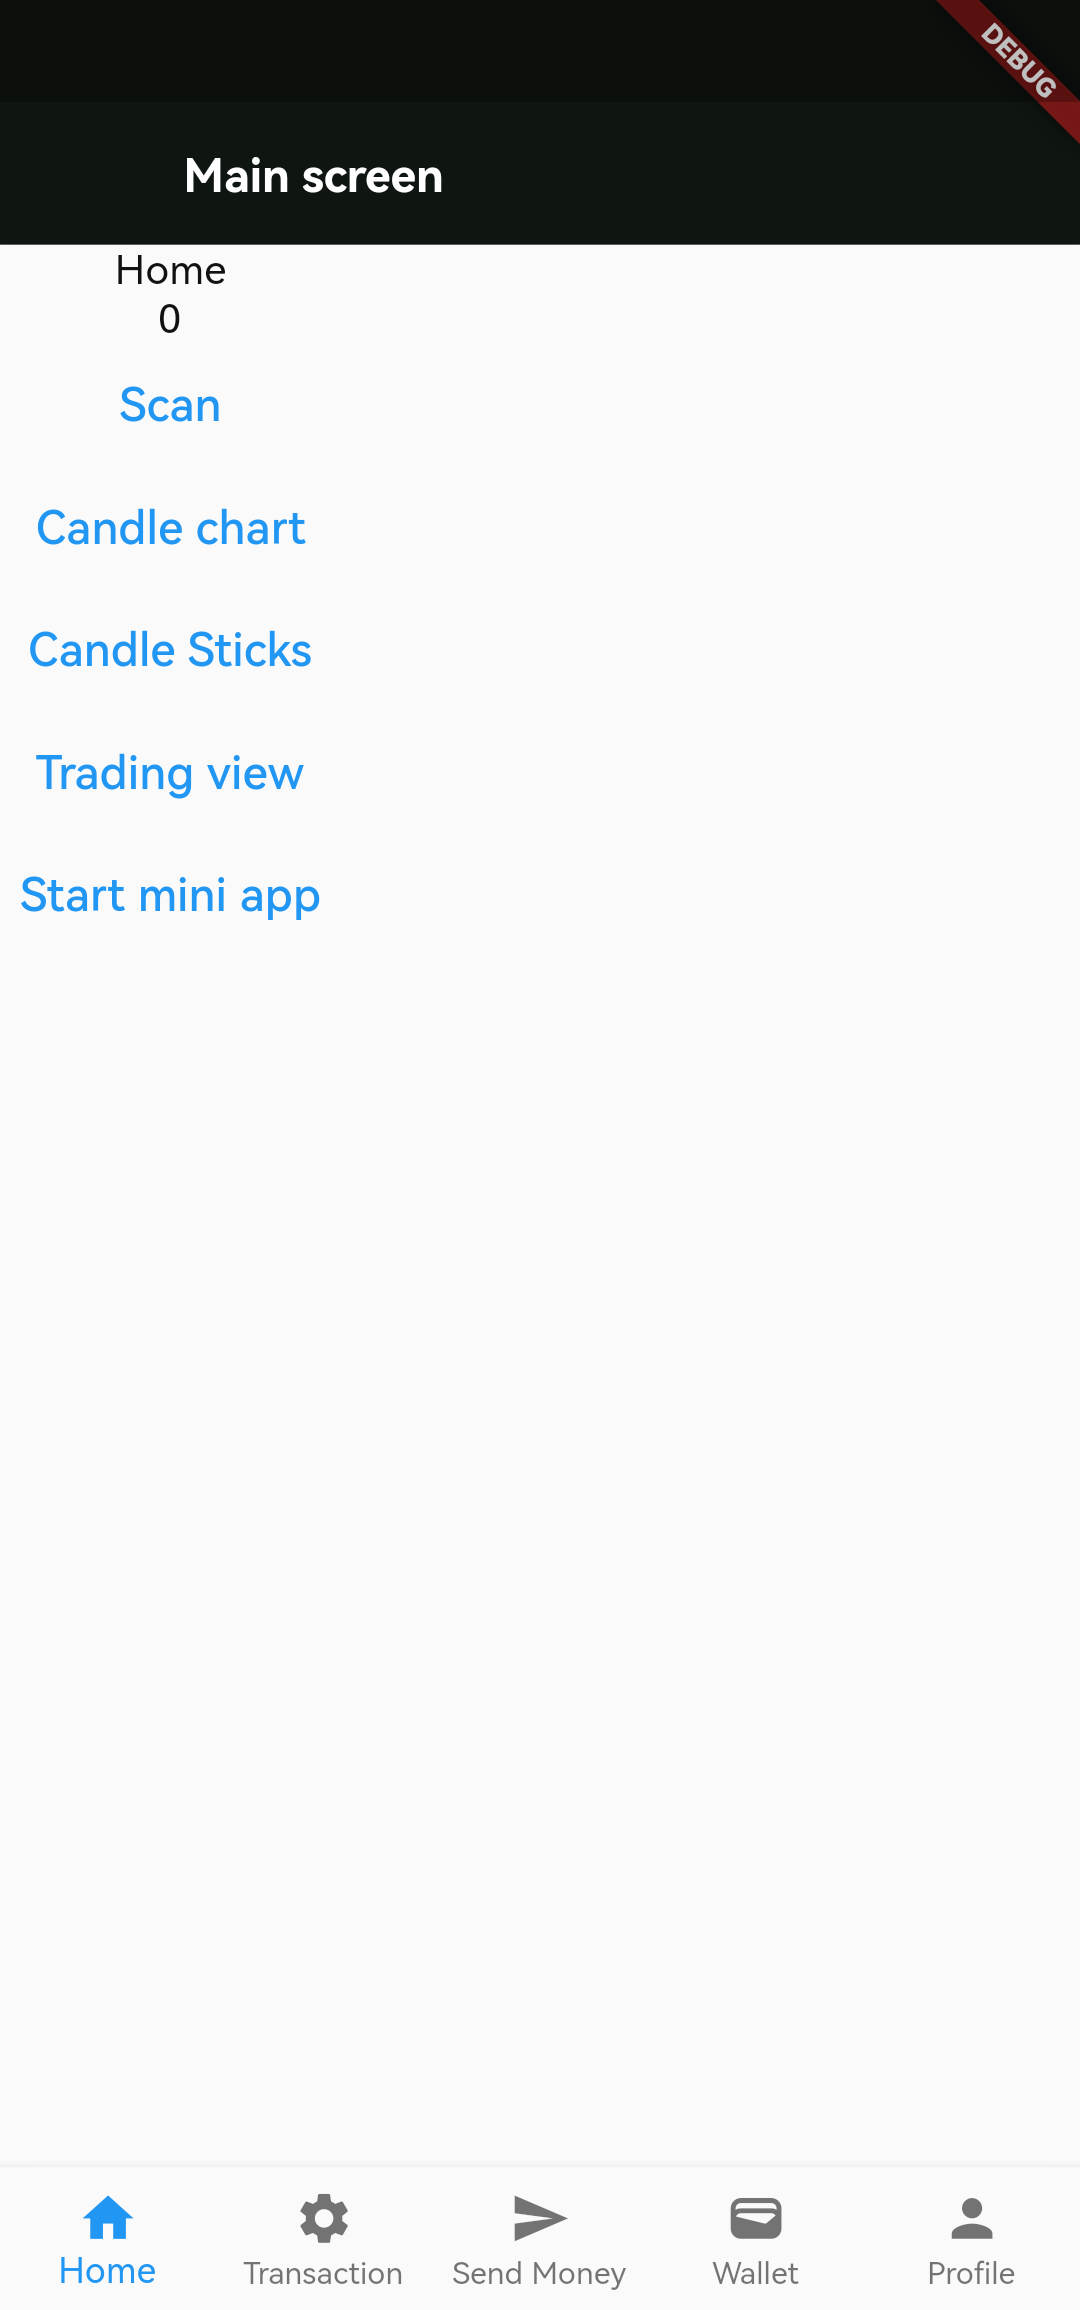 DEBUG
Main screen
Home
0
Scan
Candle chart
Candle Sticks
Trading view
Start mini app
Home
Transaction
Send Money
Wallet
Profile